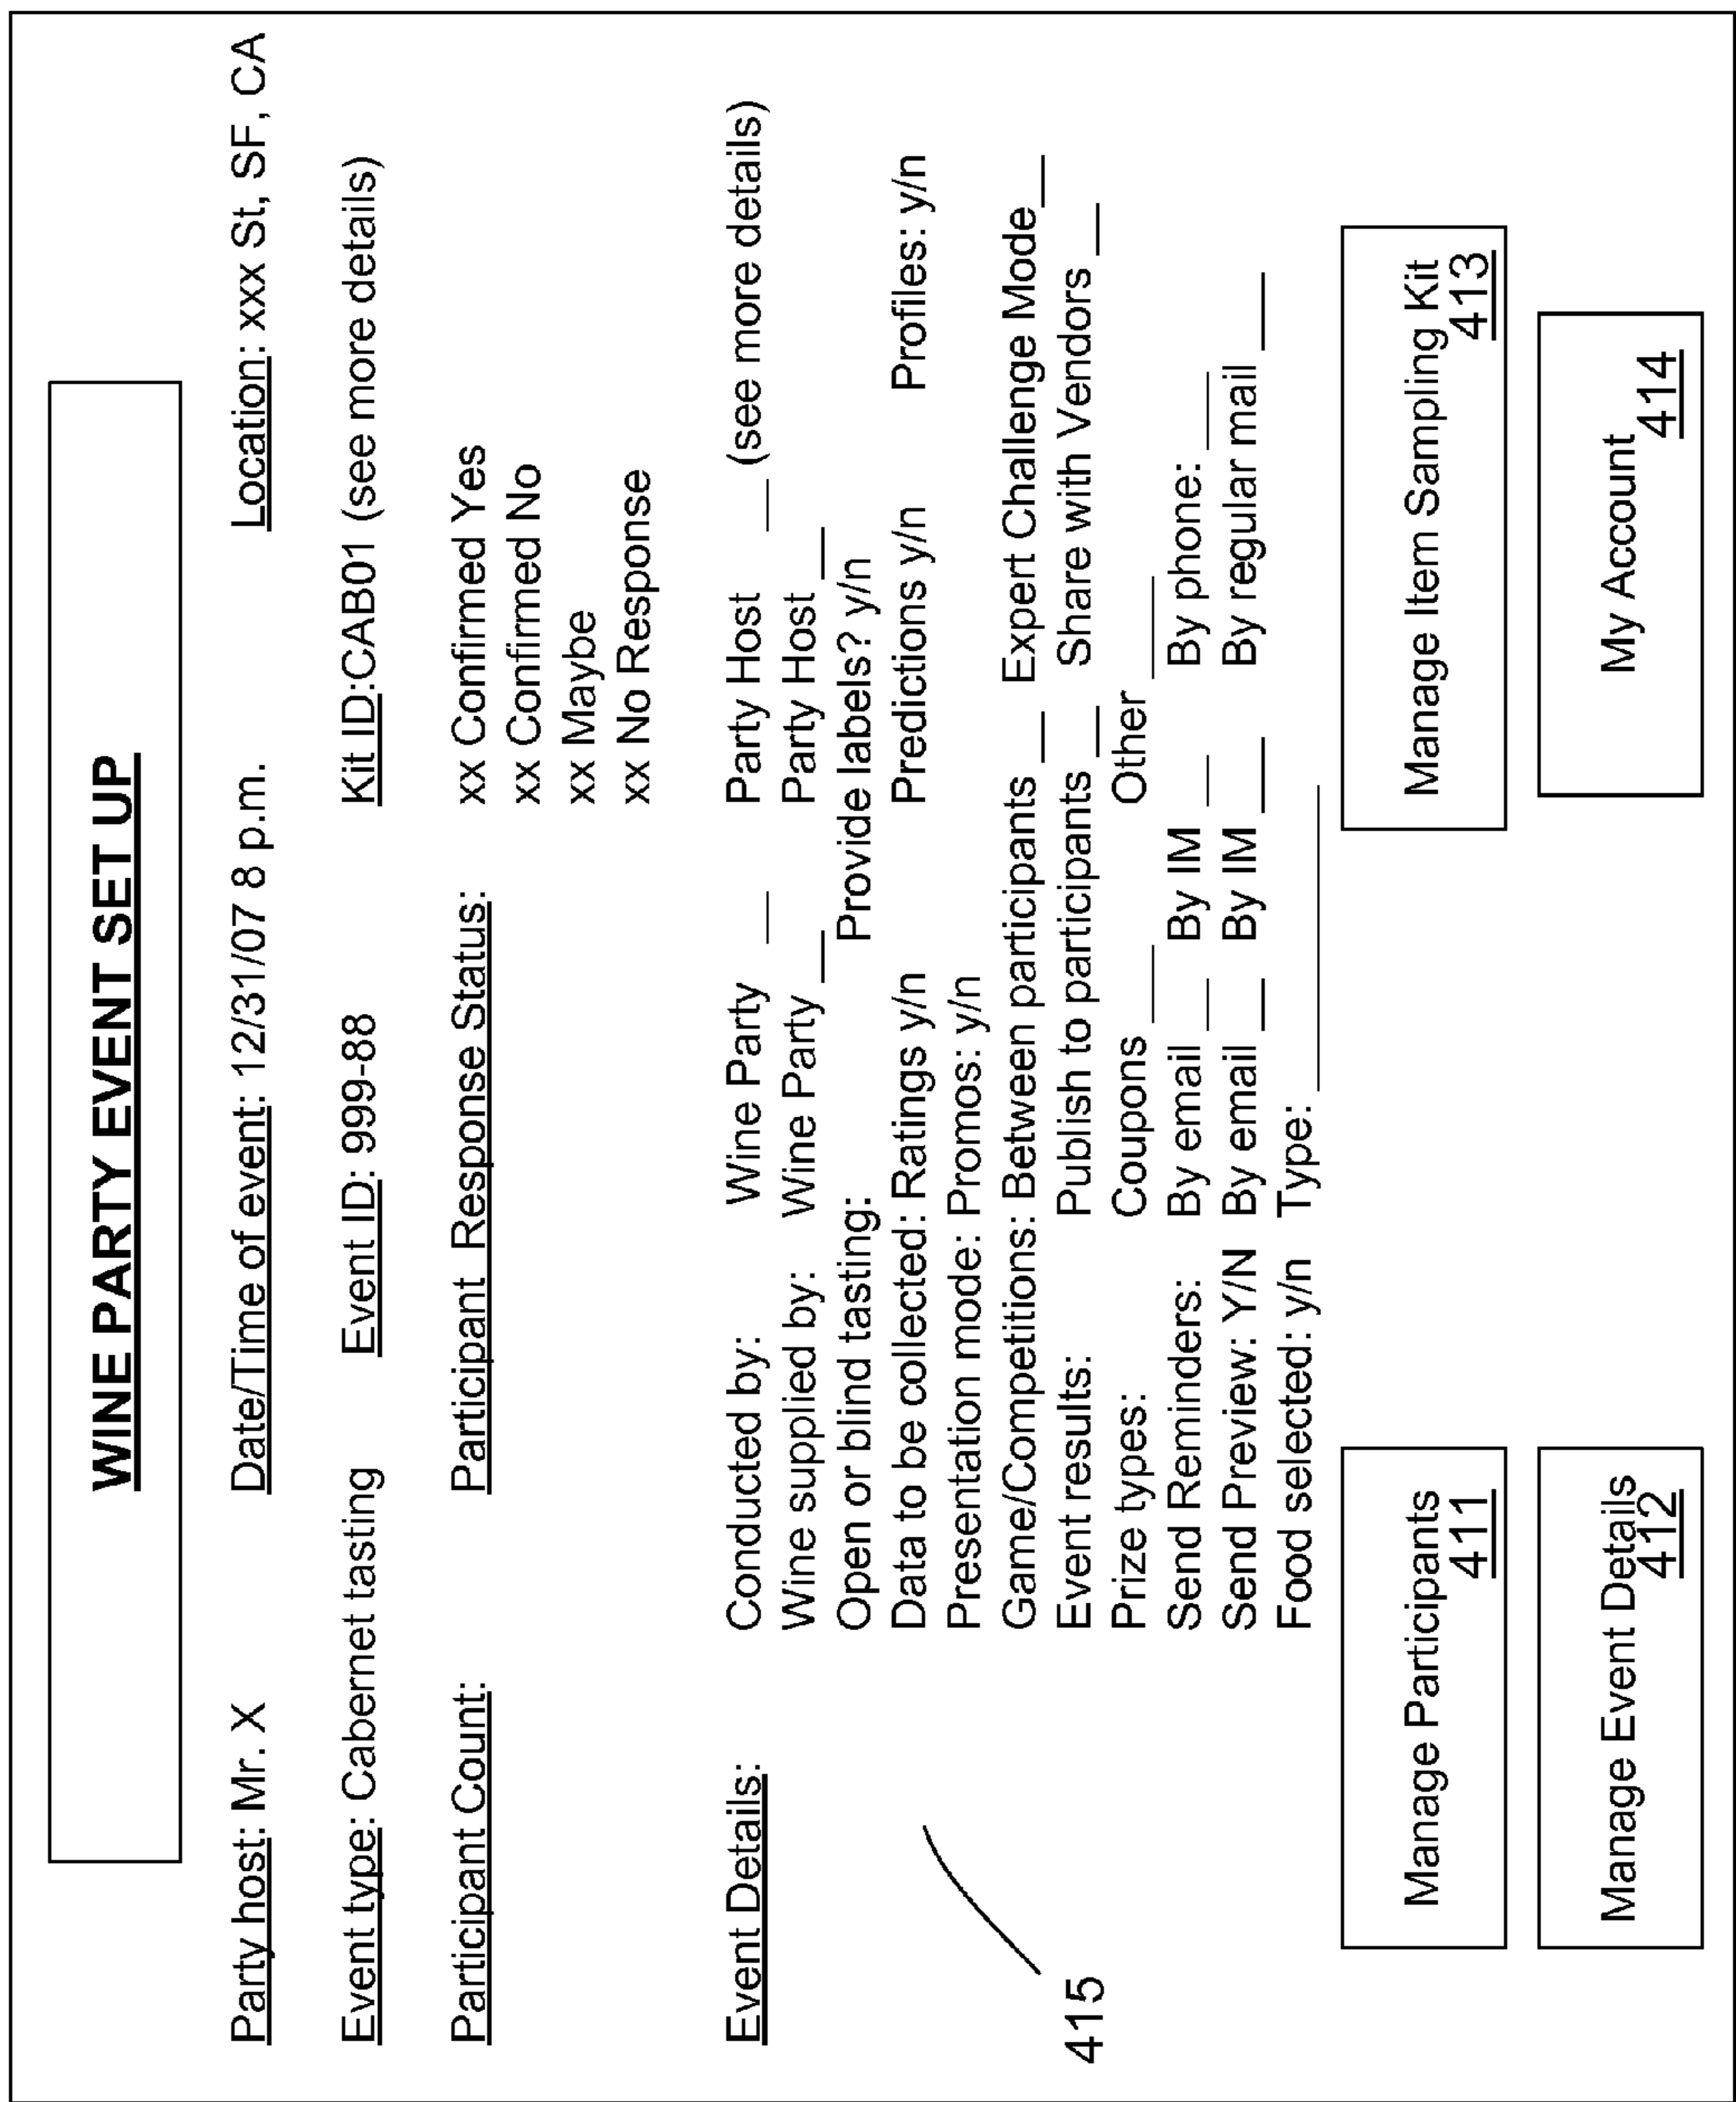 WINE PARTY EVENT SET UP
Party host: Mr. X Date/Time of event: 12/31/07 8 p.m. Location: xxx St, SF, CA
Event type: Cabernet tasting Event ID: 999-88 Kit ID:CAB01 (see more details)
Participant Count: Participant Response Status: xx Confirmed Yes
xx Confirmed No
xx Maybe
xx No Response
Event Details: Conducted by: Wine Party __ Party Host __ (see more details)
Wine supplied by: Wine Party __ Party Host __
Open or blind tasting: Provide labels? y/n
Data to be collected: Ratings y/n Predictions y/n Profiles: y/n
Presentation mode: Promos: y/n
Game/Competitions: Between participants __ Expert Challenge Mode __
Event results: Publish to participants __ Share with Vendors __
Prize types: Coupons ___ Other ____
Send Reminders: By email __ By IM __ By phone: ___
Send Preview: Y/N By email __ By IM ___ By regular mail ___
Food selected: y/n Type: ____________
415
Manage Participants
411
Manage Item Sampling Kit
413
Manage Event Details
412
My Account
414